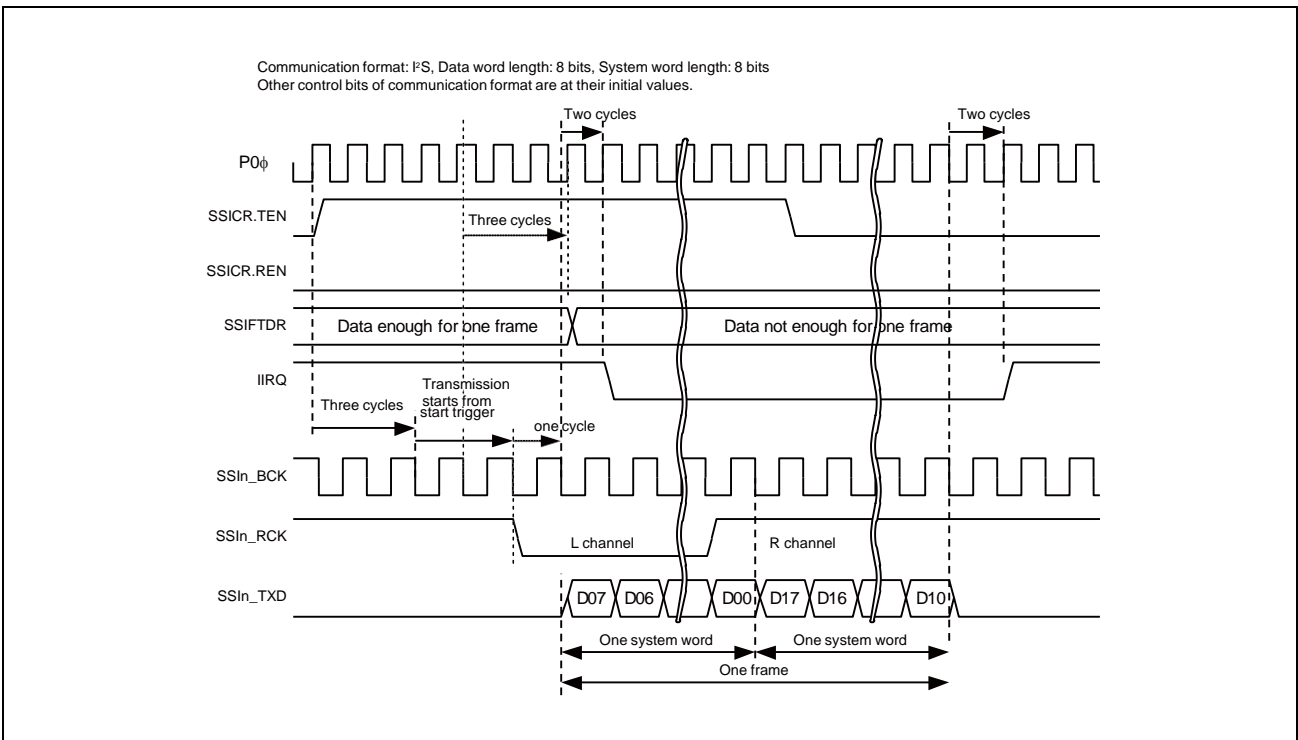 Communication format: I²S, Data word length: 8 bits, System word length: 8 bits
Other control bits of communication format are at their initial values.
Two cycles
Two cycles
P0ϕ
SSICR.TEN
Three cycles
SSICR.REN
SSIFTDR
Data enough for one frame
Data not enough for one frame
IIRQ
Three cycles
Transmission
starts from
start trigger
one cycle
SSIn_BCK
SSIn_RCK
L channel
R channel
SSIn_TXD
D07
D06
D00
D17
D16
D10
One system word
One system word
One frame